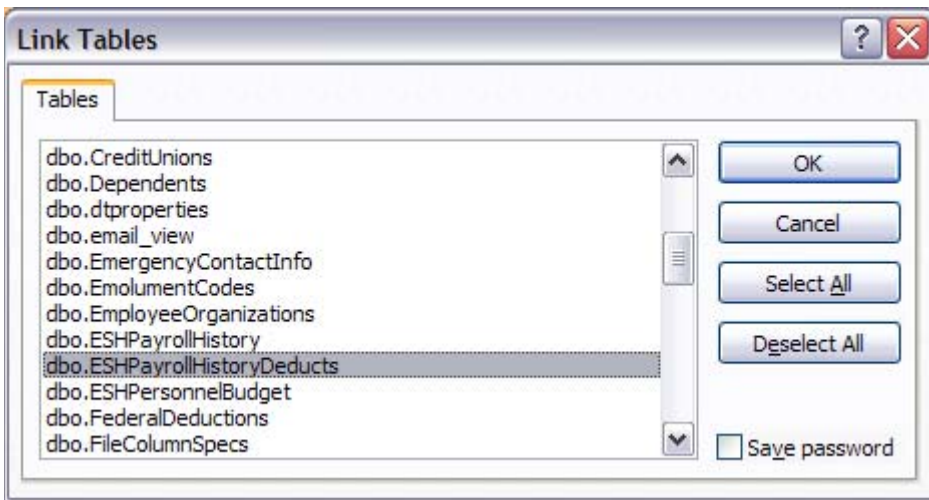 Link Tables
Tables
dbo.CreditUnions
dbo.Dependents
dbo.dtproperties
dbo.email_view
dbo.EmergencyContactInfo
dbo.EmolumentCodes
dbo.EmployeeOrganizations
dbo.ESHPayrollHistory
dbo.ESHPayrollHistoryDeducts
dbo.ESHPersonnelBudget
dbo.FederalDeductions
dbo.FileColumnSpecs
OK
Cancel
Select All
Deselect All
Save password